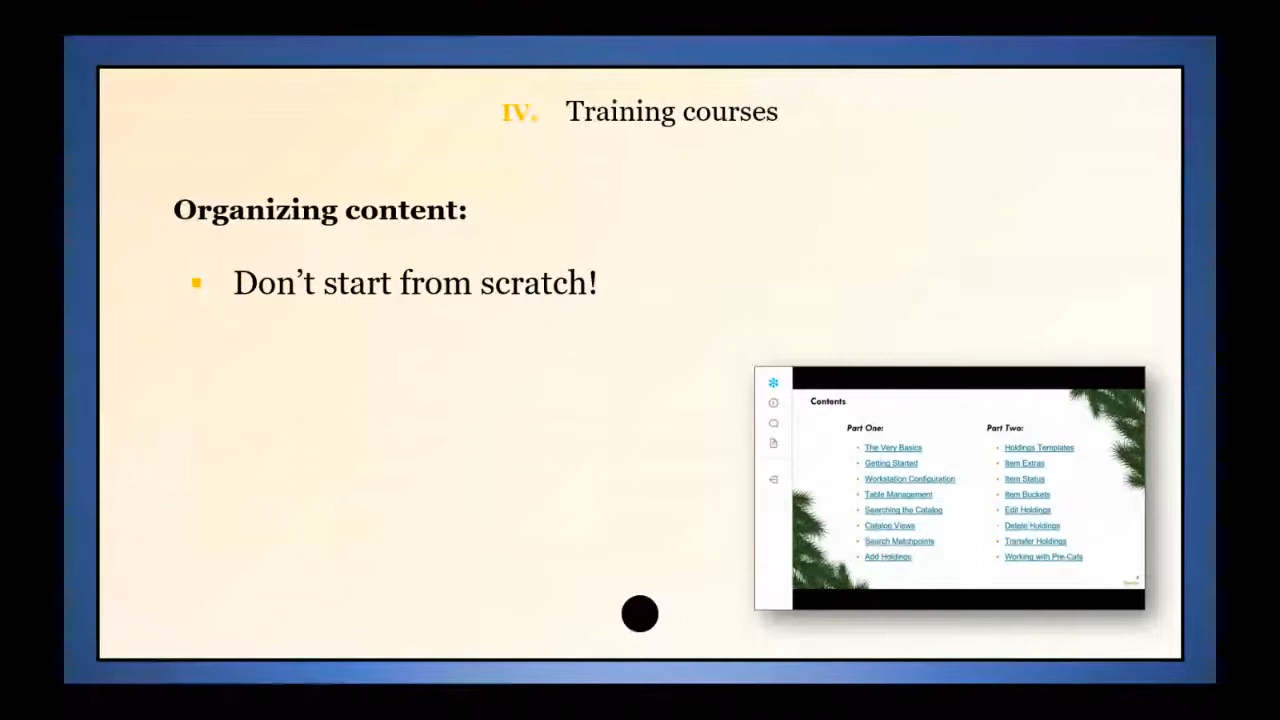 IV. Training courses
Organizing content:
Don’t start from scratch!
Contents
Part One:
The Very Basics
Getting Started
Workstation Configuration
Table Management
Searching the Catalog
Catalog Views
Search Matchpoints
Add Holdings
Part Two:
Holdings Templates
Item Extras
Item Status
Item Buckets
Edit Holdings
Delete Holdings
Transfer Holdings
Working with Pre-Cats